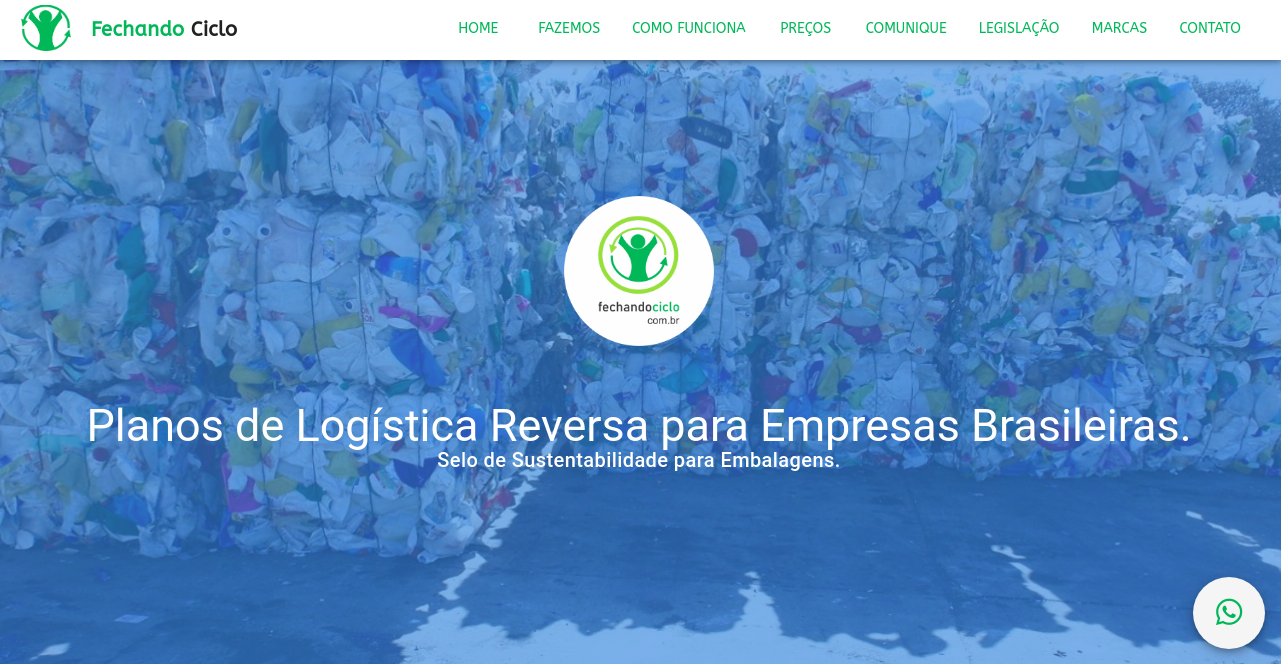 Fechando Ciclo
HOME FAZEMOS COMO FUNCIONA PREÇOS COMUNIQUE LEGISLAÇÃO MARCAS CONTATO
fechandociclo
com.br
Planos de Logística Reversa para Empresas Brasileiras.
Selo de Sustentabilidade para Embalagens.